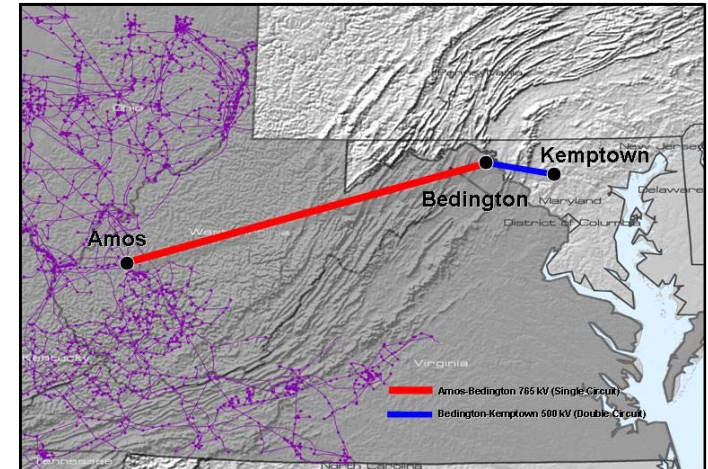 Pennsylvania
Ohio
New Jersey
Kemptown
Bedington
Delaware
Maryland
District of Columbia
West Virginia
Amos
Kentucky
Virginia
Amos-Bedington 765 kV (Single Circuit)
Bedington-Kemptown 500 kV (Double Circuit)
Tennessee
North Carolina